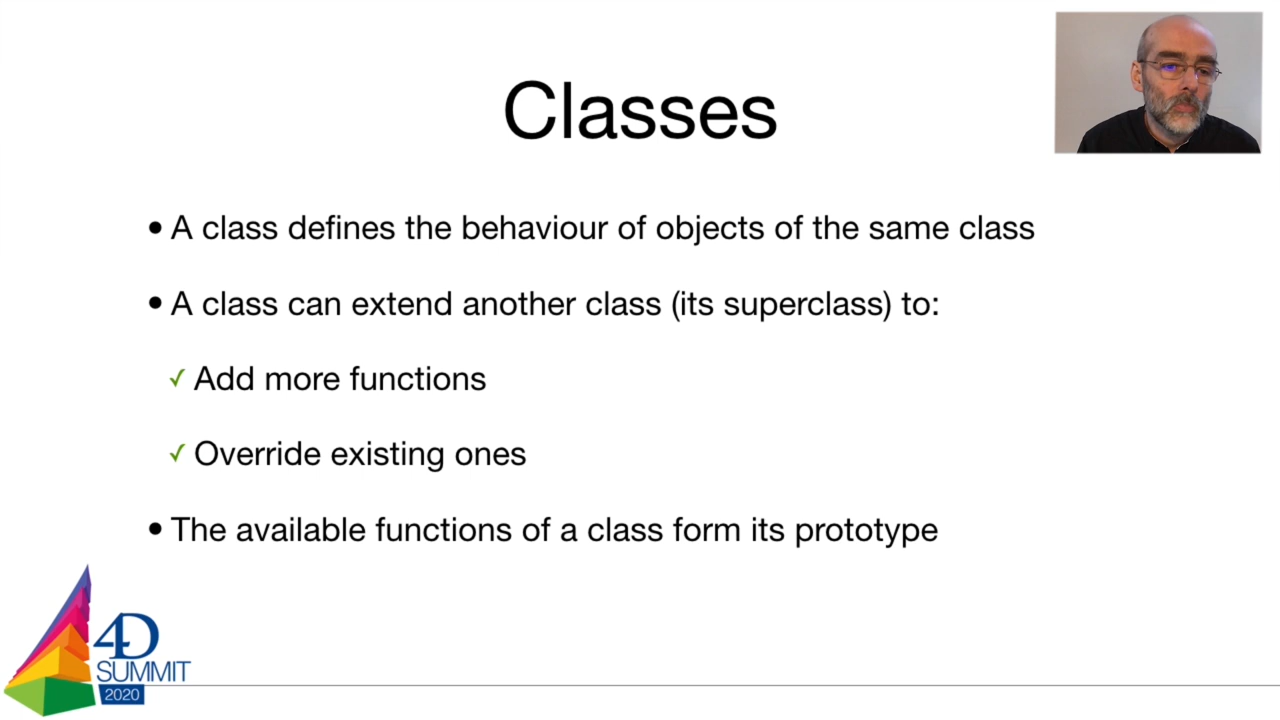 Classes
• A class defines the behaviour of objects of the same class
• A class can extend another class (its superclass) to:
✓ Add more functions
✓ Override existing ones
• The available functions of a class form its prototype
4D
SUMMIT
2020